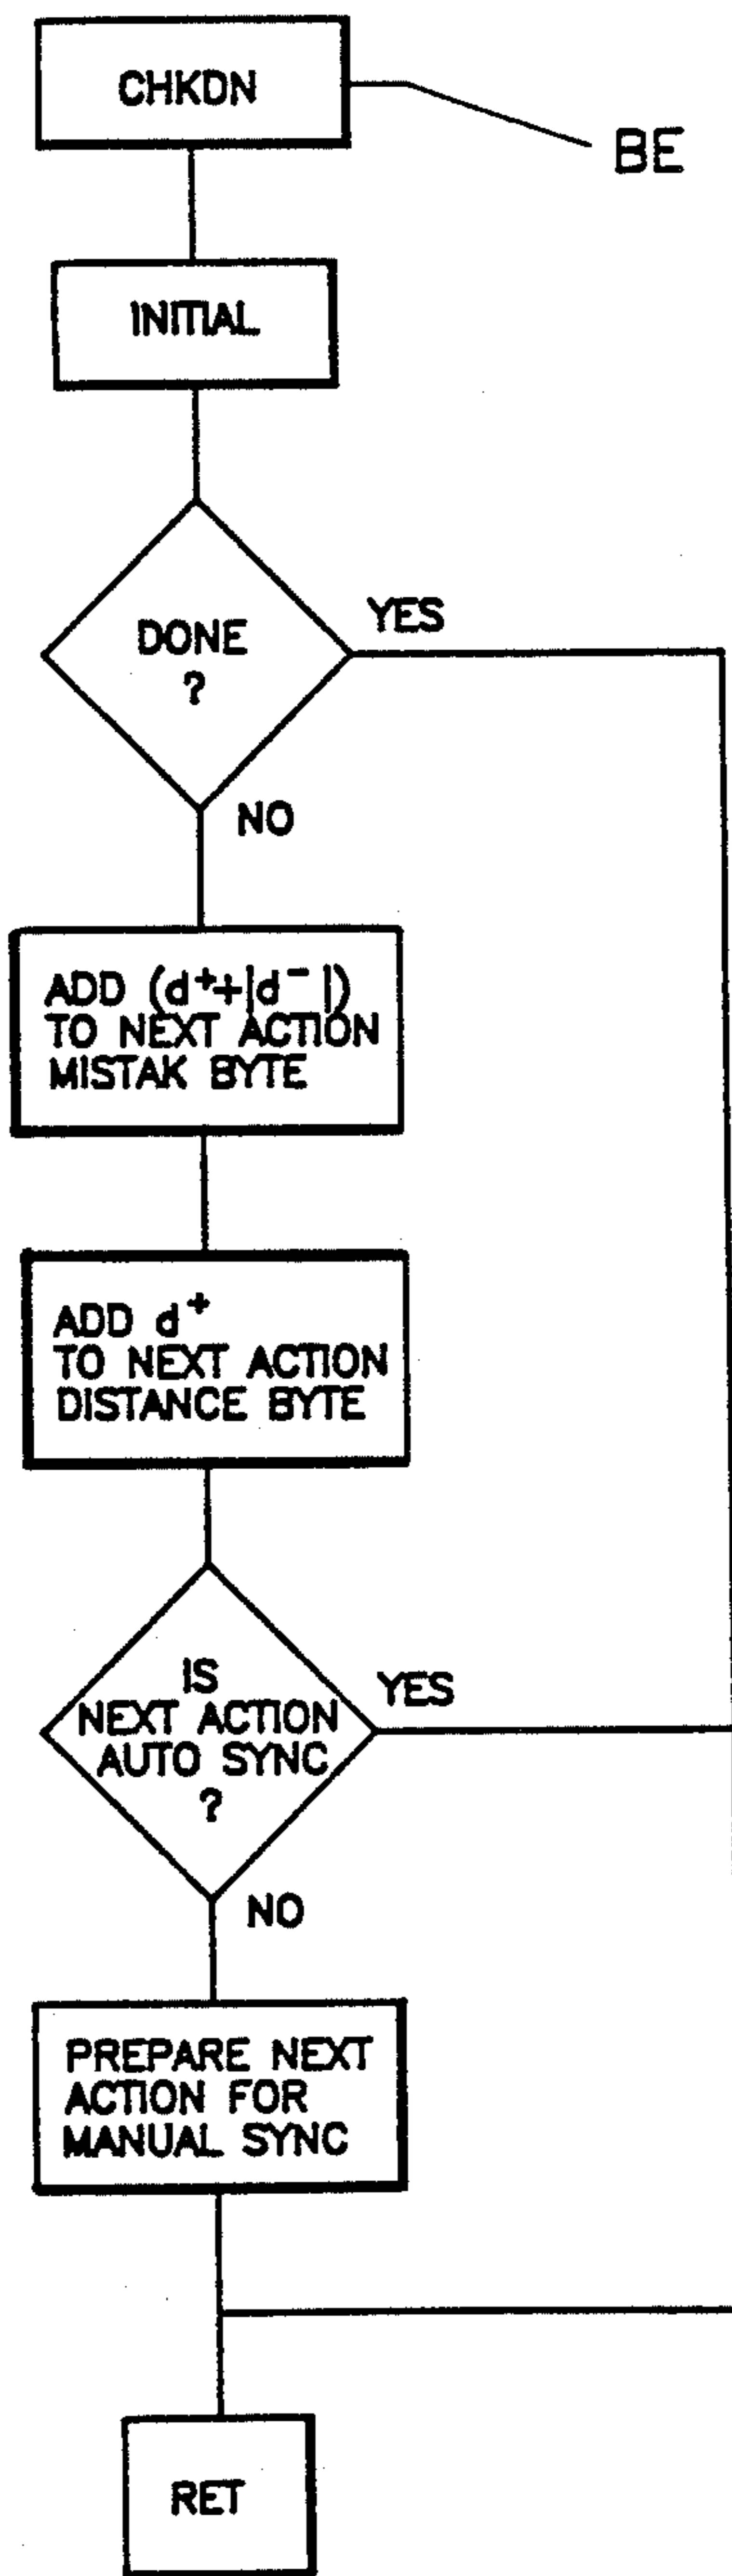 CHKDN
BE
INITIAL
DONE
?
YES
NO
ADD (d⁺+|d⁻|)
TO NEXT ACTION
MISTAK BYTE
ADD d⁺
TO NEXT ACTION
DISTANCE BYTE
IS
NEXT ACTION
AUTO SYNC
?
YES
NO
PREPARE NEXT
ACTION FOR
MANUAL SYNC
RET